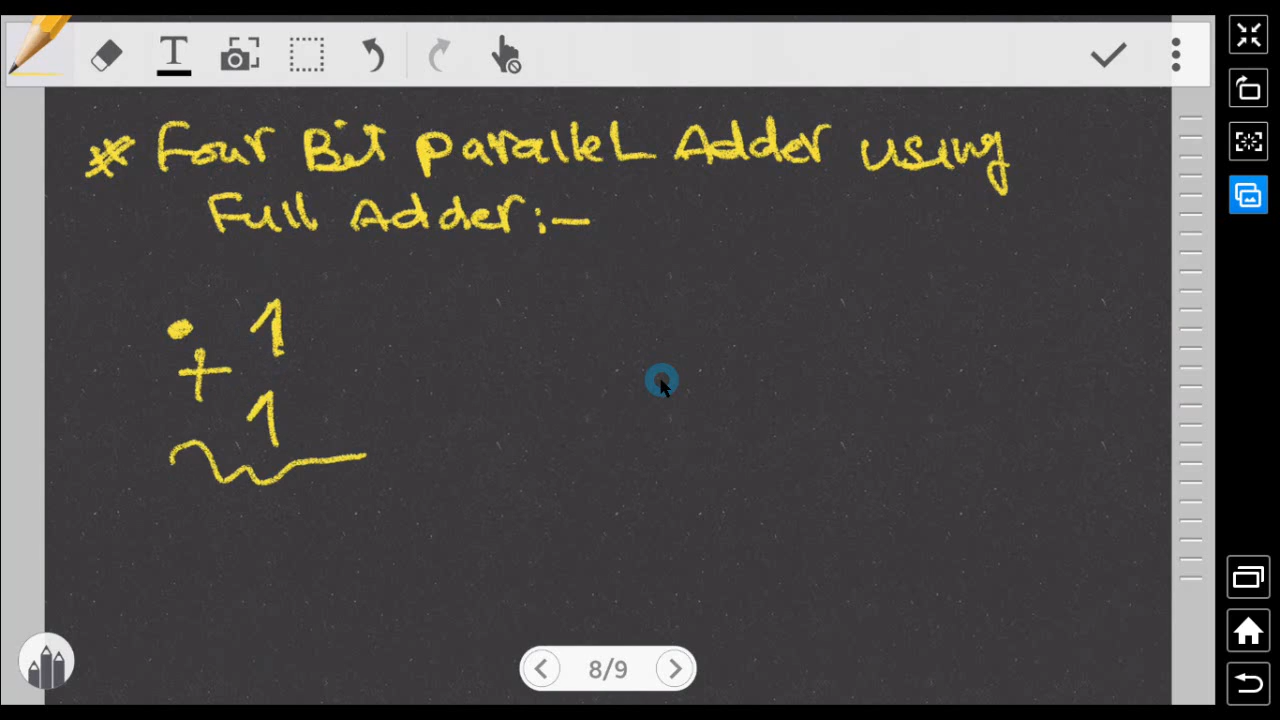 * Four Bit parallel Adder using
Full Adder:-
• 1
+
1
T
8/9